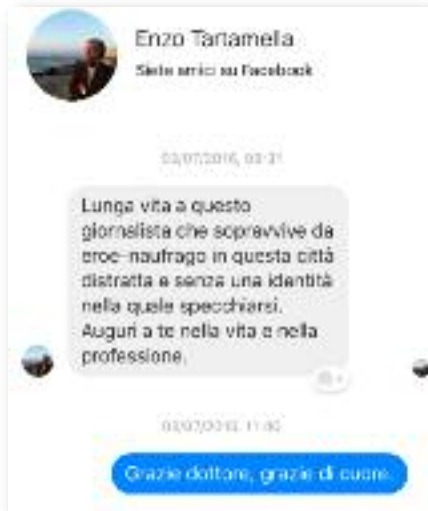 Enzo Tartamella
Siete amici su Facebook
Lunga vita a questo
giornalista che sopravvive da
eroe-naufrago in questa città
distratta e senza una identità
nella quale specchiarsi.
Auguri a te nella vita e nella
professione.
Grazie dottore, grazie di cuore.